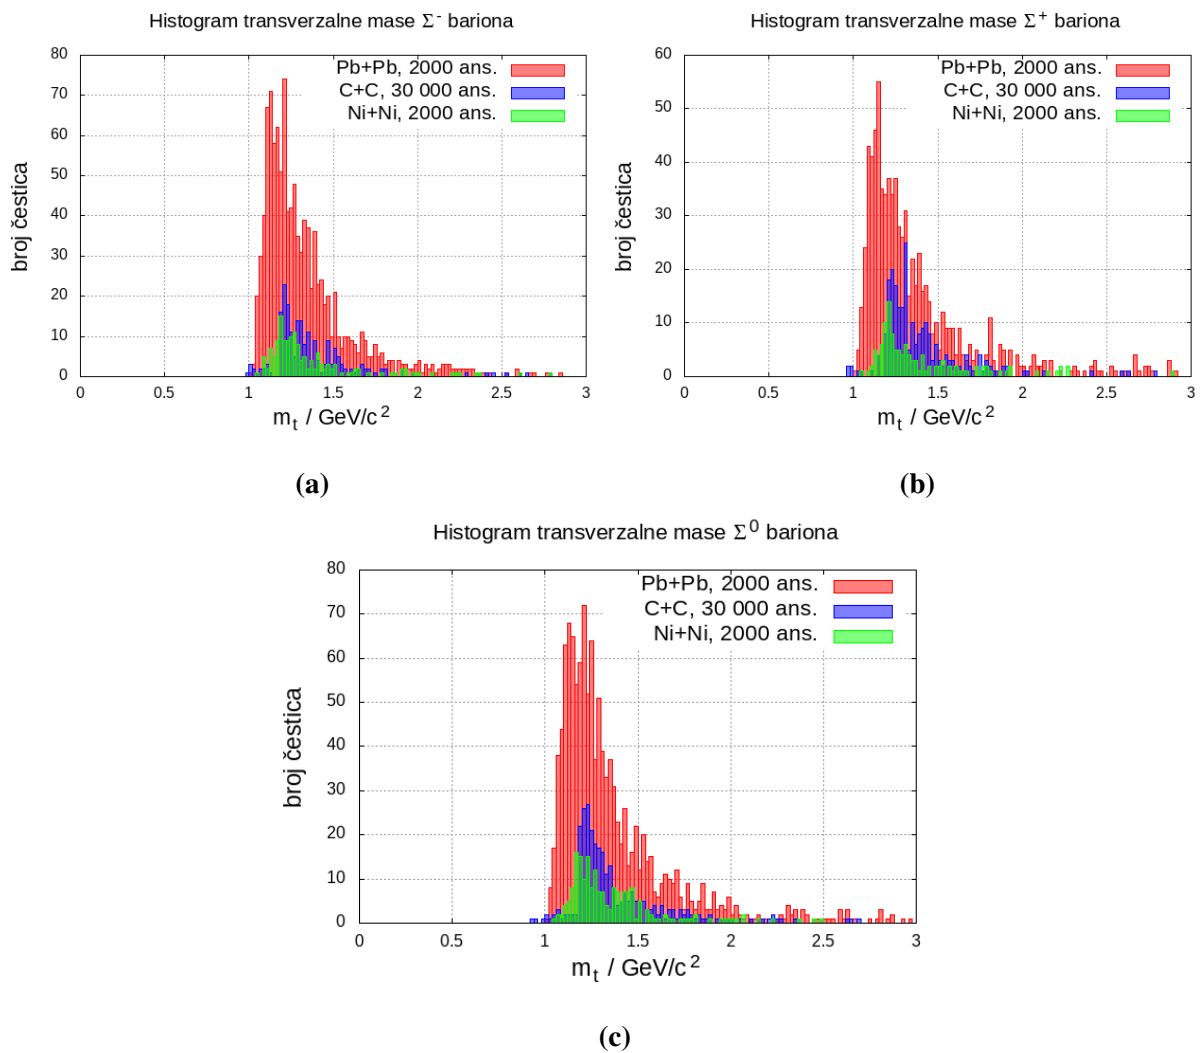 Histogram transverzalne mase Σ⁻ bariona
80
70
60
50
40
30
20
10
0
broj čestica
Pb+Pb, 2000 ans.
C+C, 30 000 ans.
Ni+Ni, 2000 ans.
0 0.5 1 1.5 2 2.5 3
m_t / GeV/c²
(a)
Histogram transverzalne mase Σ⁺ bariona
60
50
40
30
20
10
0
broj čestica
Pb+Pb, 2000 ans.
C+C, 30 000 ans.
Ni+Ni, 2000 ans.
0 0.5 1 1.5 2 2.5 3
m_t / GeV/c²
(b)
Histogram transverzalne mase Σ⁰ bariona
80
70
60
50
40
30
20
10
0
broj čestica
Pb+Pb, 2000 ans.
C+C, 30 000 ans.
Ni+Ni, 2000 ans.
0 0.5 1 1.5 2 2.5 3
m_t / GeV/c²
(c)